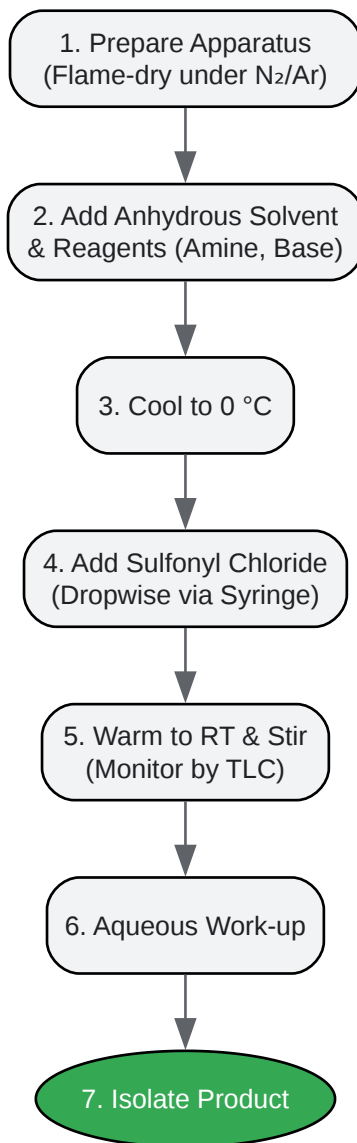 1. Prepare Apparatus
(Flame-dry under N₂/Ar)
2. Add Anhydrous Solvent
& Reagents (Amine, Base)
3. Cool to 0 °C
4. Add Sulfonyl Chloride
(Dropwise via Syringe)
5. Warm to RT & Stir
(Monitor by TLC)
6. Aqueous Work-up
7. Isolate Product